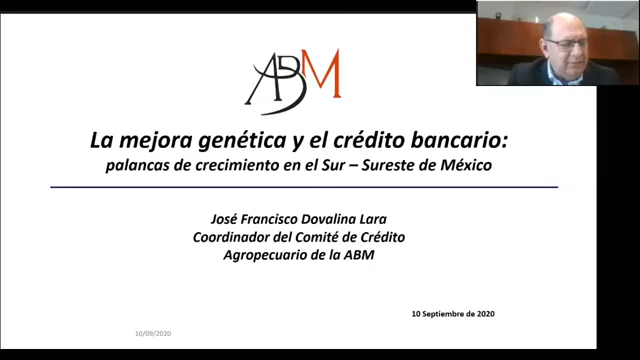 ABM
La mejora genética y el crédito bancario:
palancas de crecimiento en el Sur – Sureste de México
José Francisco Dovalina Lara
Coordinador del Comité de Crédito
Agropecuario de la ABM
10 Septiembre de 2020
10/09/2020